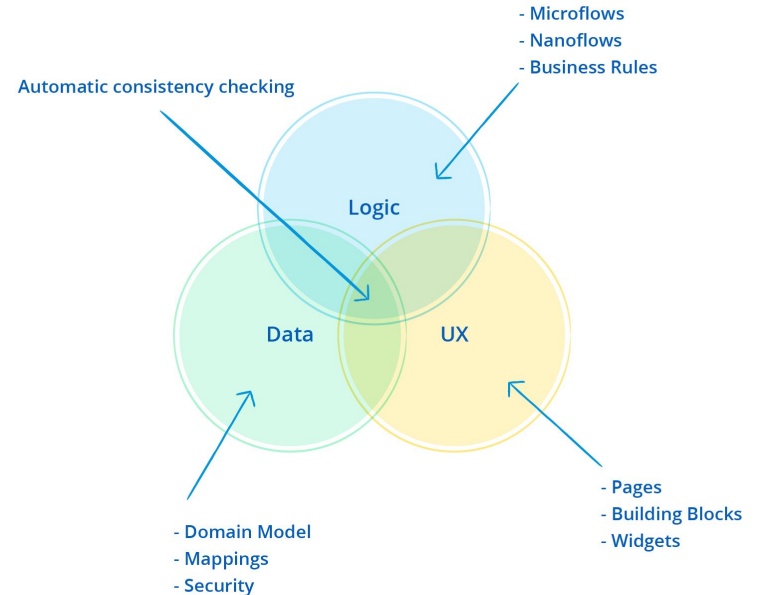 - Microflows
- Nanoflows
- Business Rules
Automatic consistency checking
Logic
Data
UX
- Pages
- Building Blocks
- Widgets
- Domain Model
- Mappings
- Security